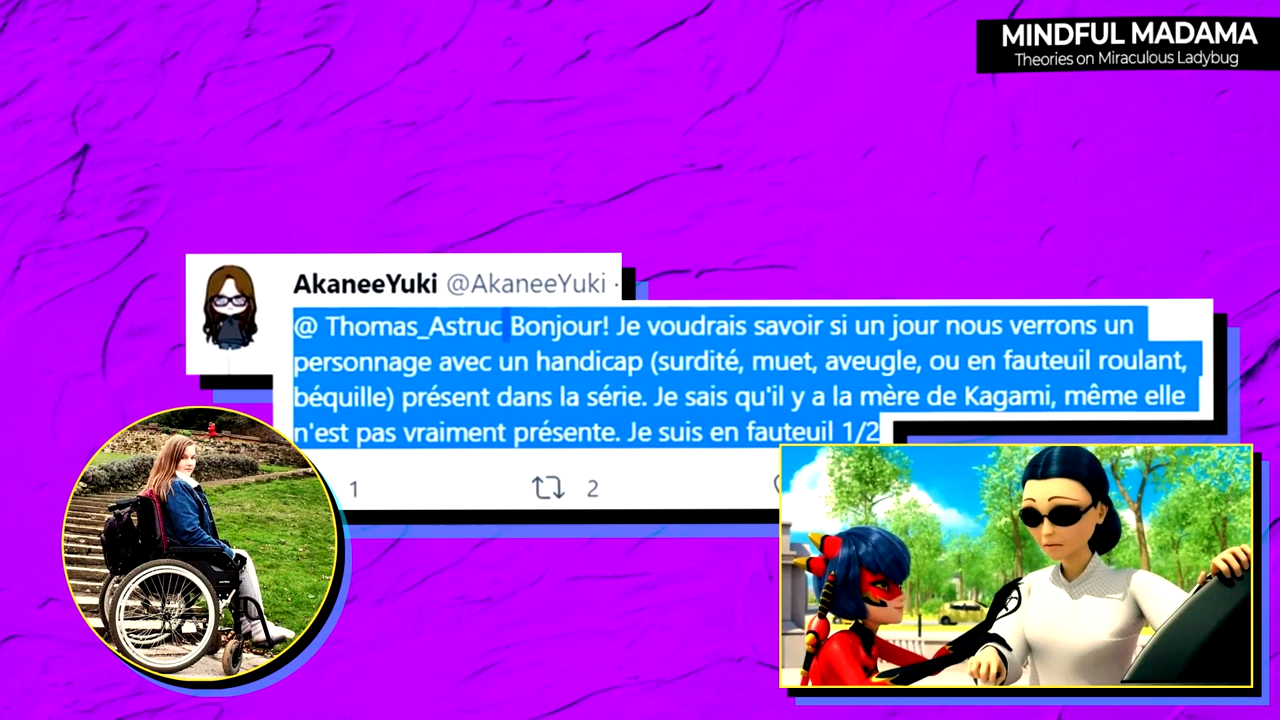 MINDFUL MADAMA
Theories on Miraculous Ladybug
AkaneeYuki @AkaneeYuki ·
@ Thomas_Astruc Bonjour! Je voudrais savoir si un jour nous verrons un
personnage avec un handicap (surdité, muet, aveugle, ou en fauteuil roulant,
béquille) présent dans la série. Je sais qu'il y a la mère de Kagami, même elle
n'est pas vraiment présente. Je suis en fauteuil 1/2
1 2